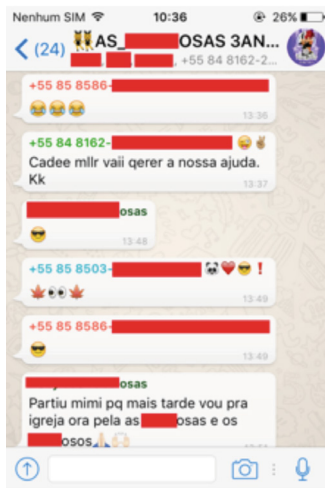 Nenhum SIM 10:36 26%
(24) AS_ OSAS 3AN...
, , , +55 84 8162-2...
+55 85 8586-
😂😂😂
13:36
+55 84 8162- 😜✌️
Cadee mllr vaii qerer a nossa ajuda.
Kk
13:37
osas
😎
13:48
+55 85 8503- 🐼❤️😎❗
🍁👀🍁
13:49
+55 85 8586-
😎
13:49
osas
Partiu mimi pq mais tarde vou pra
igreja ora pela as osas e os
osos🙏🙌